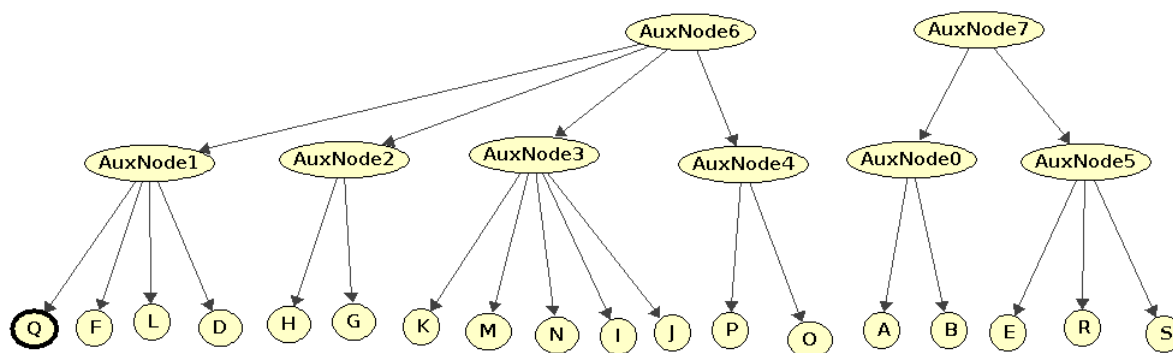 AuxNode6 AuxNode7
AuxNode1 AuxNode2 AuxNode3 AuxNode4 AuxNode0 AuxNode5
Q F L D H G K M N I J P O A B E R S